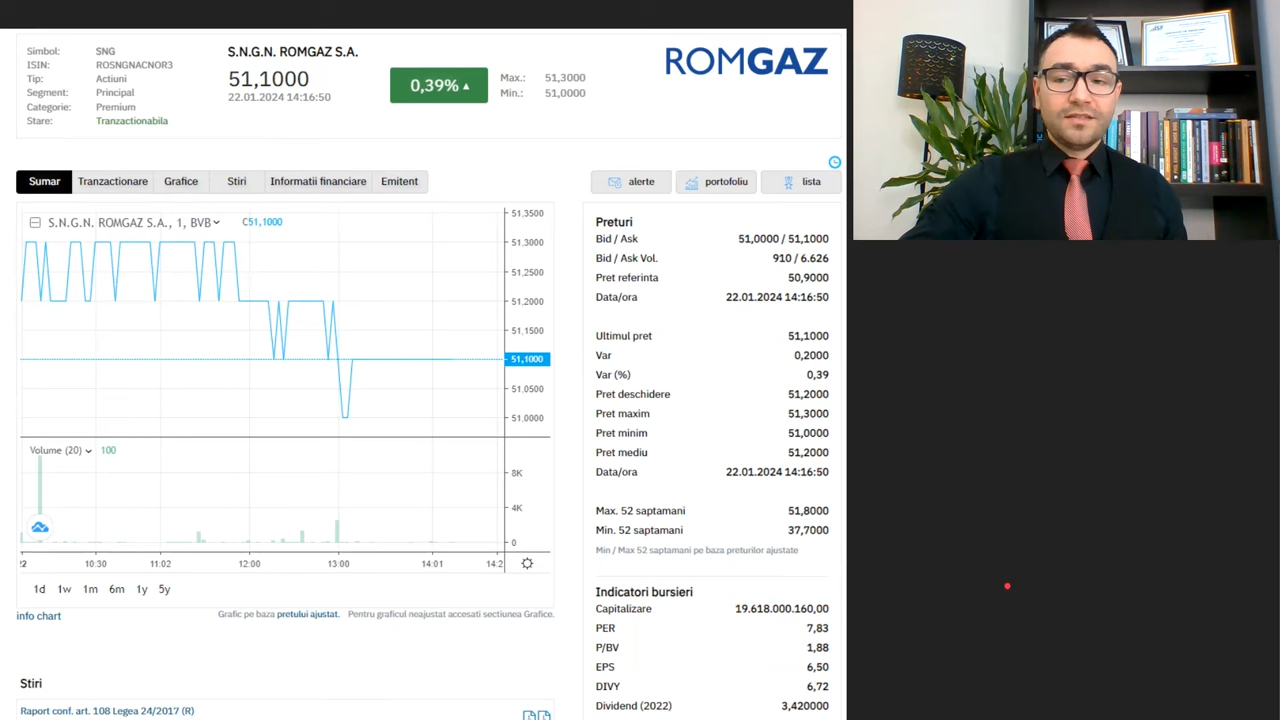 Simbol: SNG
ISIN: ROSNGNACNOR3
Tip: Actiuni
Segment: Principal
Categorie: Premium
Stare: Tranzactionabila
S.N.G.N. ROMGAZ S.A.
51,1000
22.01.2024 14:16:50
0,39%▲
Max.: 51,3000
Min.: 51,0000
ROMGAZ
Sumar Tranzactionare Grafice Stiri Informatii financiare Emitent
alerte portofoliu lista
S.N.G.N. ROMGAZ S.A., 1, BVB C51,1000
51,3500
51,3000
51,2500
51,2000
51,1500
51,1000
51,0500
51,0000
Volume (20) 100
8K
4K
0
:2 10:30 11:02 12:00 13:00 14:01 14:2
1d 1w 1m 6m 1y 5y
info chart
Grafic pe baza pretului ajustat. Pentru graficul neajustat accesati sectiunea Grafice.
Stiri
Raport conf. art. 108 Legea 24/2017 (R)
Preturi
Bid / Ask 51,0000 / 51,1000
Bid / Ask Vol. 910 / 6.626
Pret referinta 50,9000
Data/ora 22.01.2024 14:16:50
Ultimul pret 51,1000
Var 0,2000
Var (%) 0,39
Pret deschidere 51,2000
Pret maxim 51,3000
Pret minim 51,0000
Pret mediu 51,2000
Data/ora 22.01.2024 14:16:50
Max. 52 saptamani 51,8000
Min. 52 saptamani 37,7000
Min / Max 52 saptamani pe baza preturilor ajustate
Indicatori bursieri
Capitalizare 19.618.000.160,00
PER 7,83
P/BV 1,88
EPS 6,50
DIVY 6,72
Dividend (2022) 3,420000